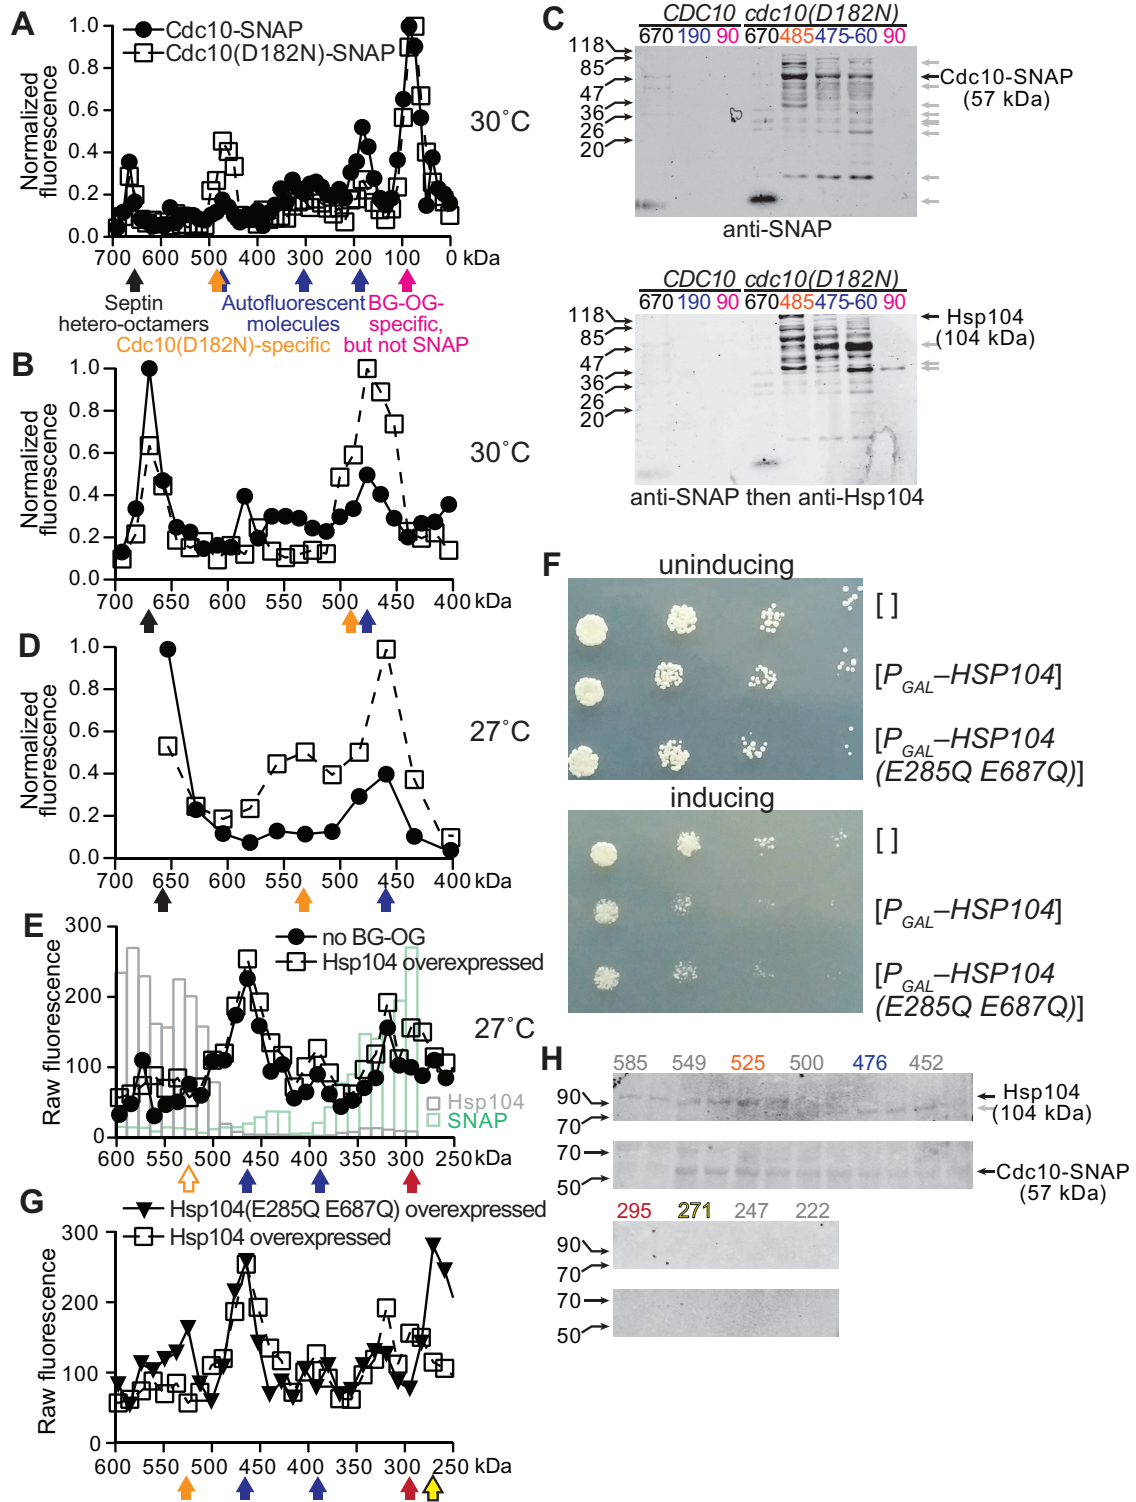 A
Cdc10-SNAP
Cdc10(D182N)-SNAP
Normalized
fluorescence
1.0
0.8
0.6
0.4
0.2
0.0
30˚C
700 600 500 400 300 200 100 0 kDa
Septin
hetero-octamers
Autofluorescent
molecules
BG-OG-
specific,
but not SNAP
Cdc10(D182N)-specific
B
Normalized
fluorescence
1.0
0.8
0.6
0.4
0.2
0.0
30˚C
700 650 600 550 500 450 400 kDa
C
CDC10 cdc10(D182N)
670 190 90 670 485 475-60 90
118
85
47
36
26
20
Cdc10-SNAP
(57 kDa)
anti-SNAP
CDC10 cdc10(D182N)
670 190 90 670 485 475-60 90
118
85
47
36
26
20
Hsp104
(104 kDa)
anti-SNAP then anti-Hsp104
D
Normalized
fluorescence
1.0
0.8
0.6
0.4
0.2
0.0
27˚C
700 650 600 550 500 450 400 kDa
E
no BG-OG
Hsp104 overexpressed
Raw fluorescence
300
200
100
0
27˚C
Hsp104
SNAP
600 550 500 450 400 350 300 250 kDa
F
uninducing
[ ]
[PGAL–HSP104]
[PGAL–HSP104
(E285Q E687Q)]
inducing
[ ]
[PGAL–HSP104]
[PGAL–HSP104
(E285Q E687Q)]
G
Hsp104(E285Q E687Q) overexpressed
Hsp104 overexpressed
Raw fluorescence
300
200
100
0
600 550 500 450 400 350 300 250 kDa
H
585 549 525 500 476 452
90
70
Hsp104
(104 kDa)
70
50
Cdc10-SNAP
(57 kDa)
295 271 247 222
90
70
70
50